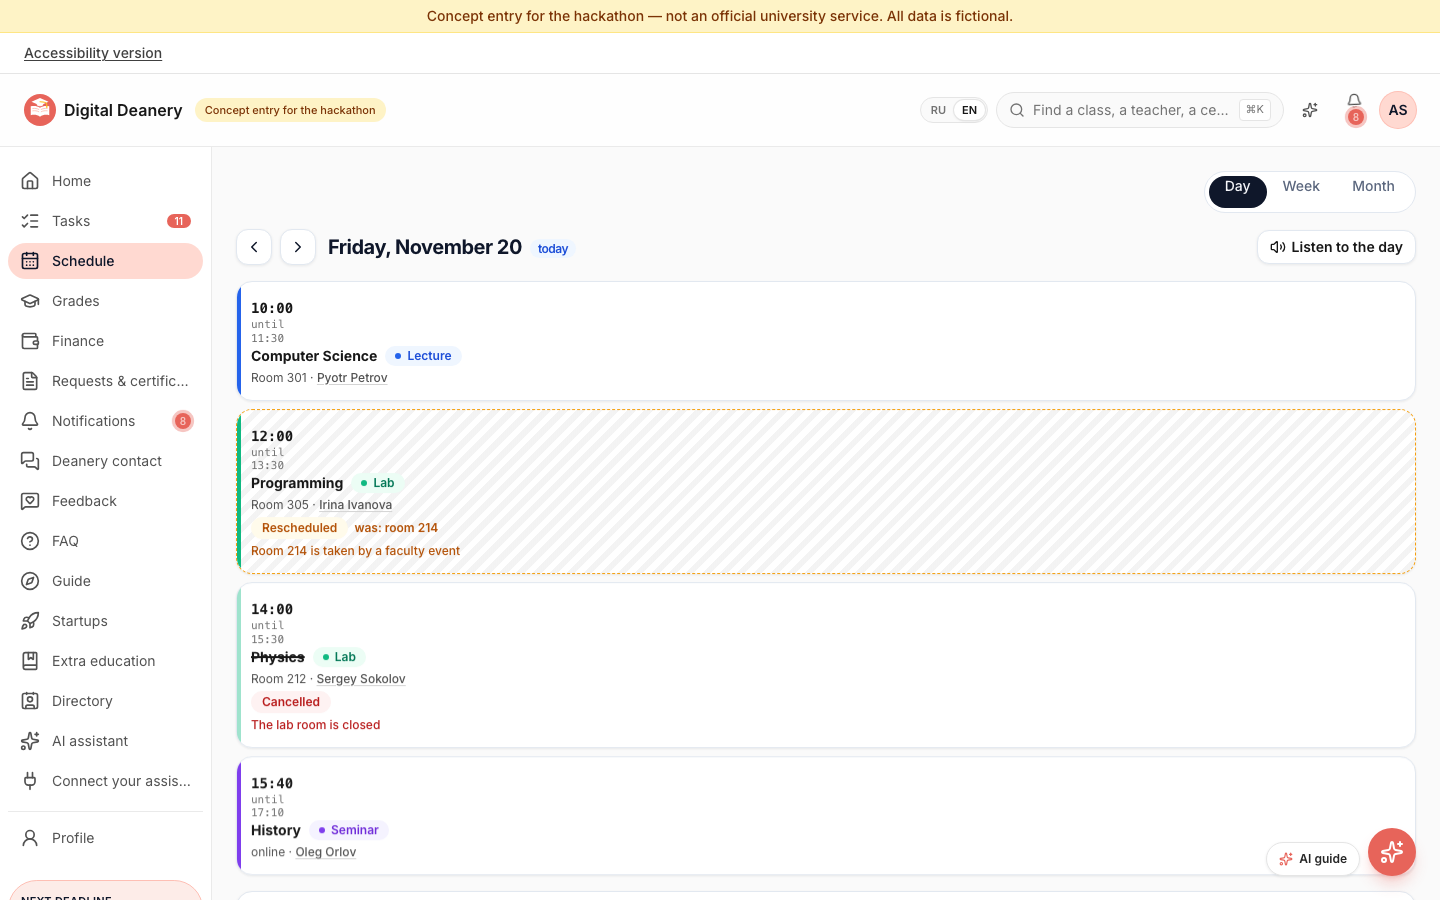 Concept entry for the hackathon — not an official university service. All data is fictional.
Accessibility version
Digital Deanery
Concept entry for the hackathon
RU EN
Find a class, a teacher, a ce...
⌘K
8
AS
Home
Tasks 11
Schedule
Grades
Finance
Requests & certific...
Notifications 8
Deanery contact
Feedback
FAQ
Guide
Startups
Extra education
Directory
AI assistant
Connect your assis...
Profile
NEXT DEADLINE
Day Week Month
Friday, November 20 today
Listen to the day
10:00
until
11:30
Computer Science Lecture
Room 301 · Pyotr Petrov
12:00
until
13:30
Programming Lab
Room 305 · Irina Ivanova
Rescheduled was: room 214
Room 214 is taken by a faculty event
14:00
until
15:30
Physics Lab
Room 212 · Sergey Sokolov
Cancelled
The lab room is closed
15:40
until
17:10
History Seminar
online · Oleg Orlov
AI guide